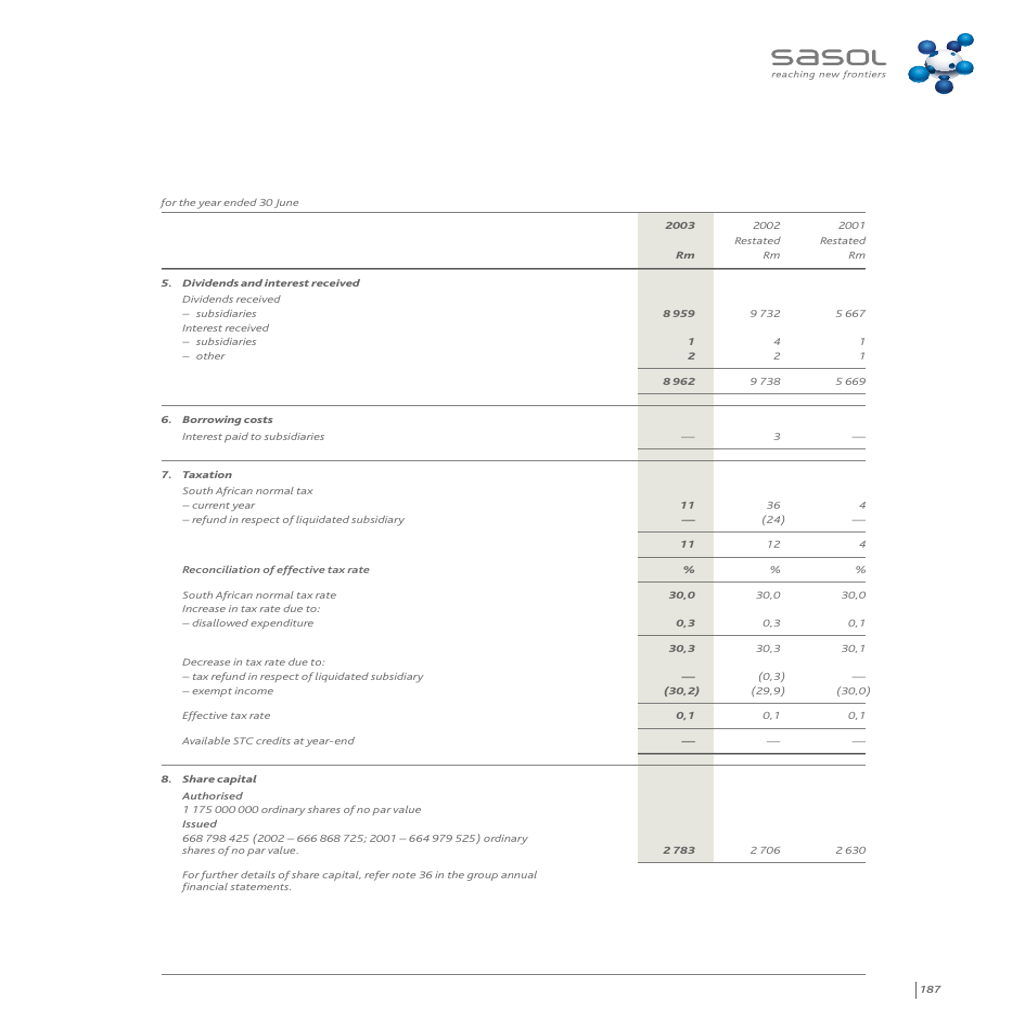 sasol
reaching new frontiers
for the year ended 30 June
2003 2002 2001
Restated Restated
Rm Rm Rm
5. Dividends and interest received
Dividends received
– subsidiaries 8 959 9 732 5 667
Interest received
– subsidiaries 1 4 1
– other 2 2 1
8 962 9 738 5 669
6. Borrowing costs
Interest paid to subsidiaries — 3 —
7. Taxation
South African normal tax
– current year 11 36 4
– refund in respect of liquidated subsidiary — (24) —
11 12 4
Reconciliation of effective tax rate % % %
South African normal tax rate 30,0 30,0 30,0
Increase in tax rate due to:
– disallowed expenditure 0,3 0,3 0,1
30,3 30,3 30,1
Decrease in tax rate due to:
– tax refund in respect of liquidated subsidiary — (0,3) —
– exempt income (30,2) (29,9) (30,0)
Effective tax rate 0,1 0,1 0,1
Available STC credits at year-end — — —
8. Share capital
Authorised
1 175 000 000 ordinary shares of no par value
Issued
668 798 425 (2002 – 666 868 725; 2001 – 664 979 525) ordinary
shares of no par value. 2 783 2 706 2 630
For further details of share capital, refer note 36 in the group annual
financial statements.
187